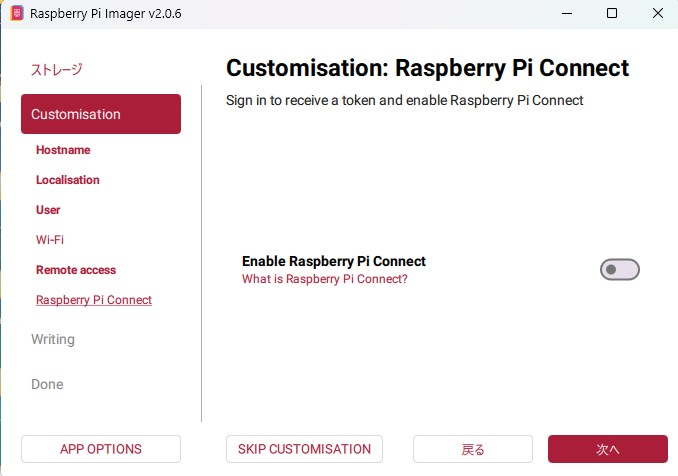 Raspberry Pi Imager v2.0.6
ストレージ
Customisation
Hostname
Localisation
User
Wi-Fi
Remote access
Raspberry Pi Connect
Writing
Done
APP OPTIONS
Customisation: Raspberry Pi Connect
Sign in to receive a token and enable Raspberry Pi Connect
Enable Raspberry Pi Connect
What is Raspberry Pi Connect?
SKIP CUSTOMISATION
戻る
次へ